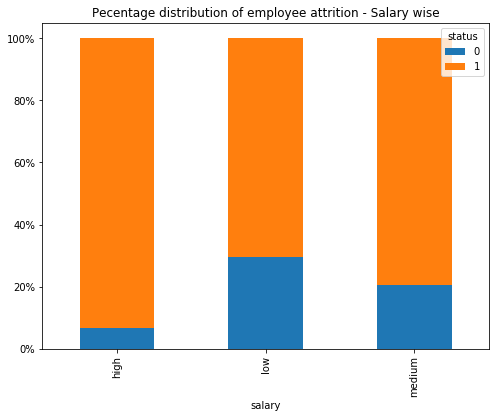 Pecentage distribution of employee attrition - Salary wise
status
0
1
100%
80%
60%
40%
20%
0%
high
low
medium
salary